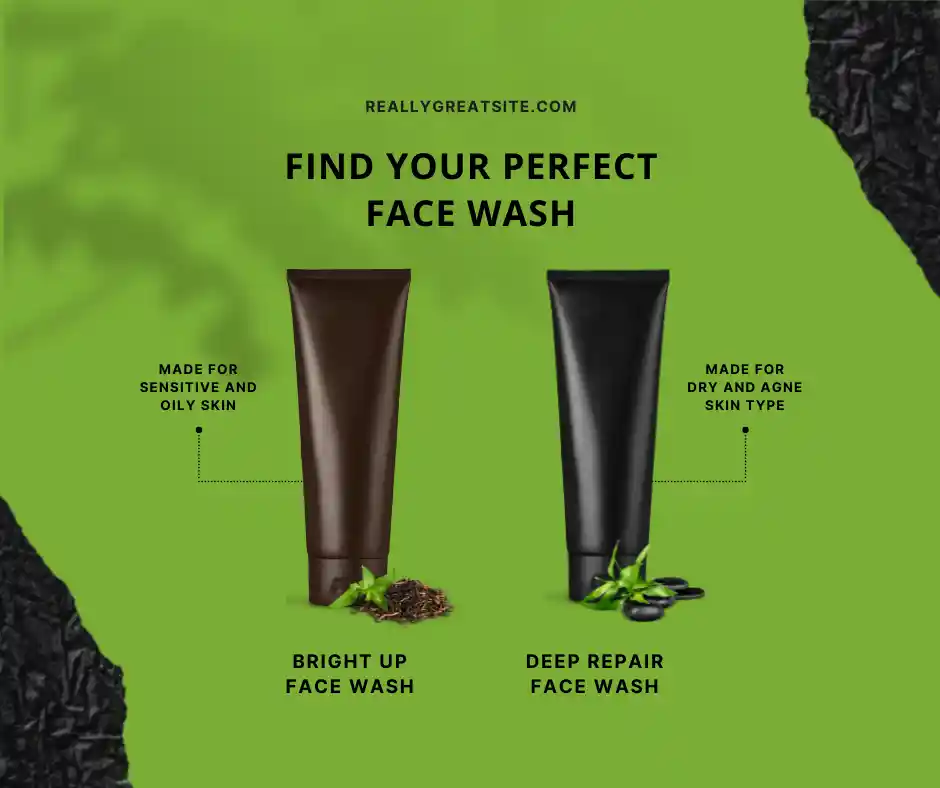 REALLYGREATSITE.COM
FIND YOUR PERFECT
FACE WASH
MADE FOR
SENSITIVE AND
OILY SKIN
MADE FOR
DRY AND AGNE
SKIN TYPE
BRIGHT UP
FACE WASH
DEEP REPAIR
FACE WASH